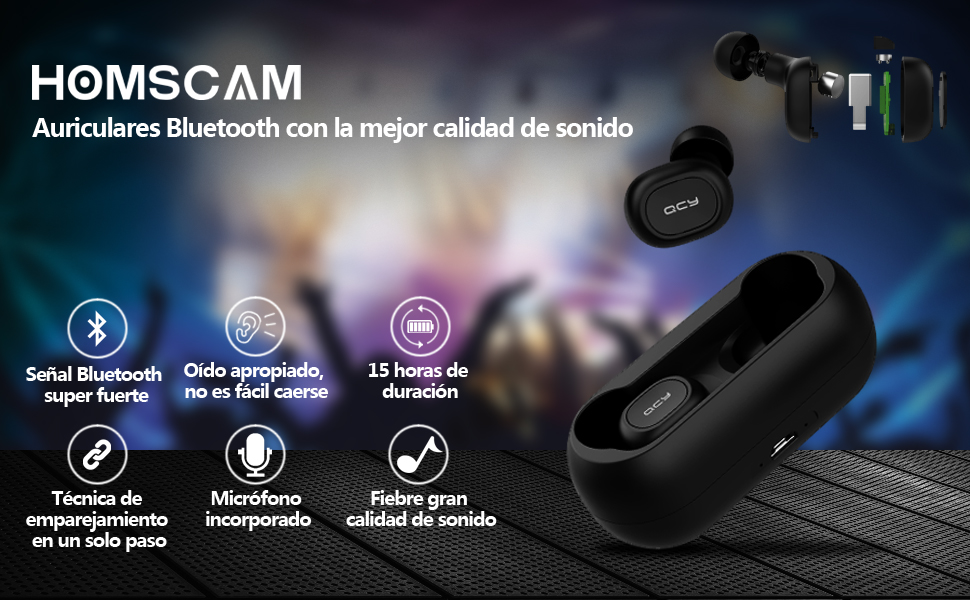 HOMSCAM
Auriculares Bluetooth con la mejor calidad de sonido
QCY
QCY
Señal Bluetooth
super fuerte
Oído apropiado,
no es fácil caerse
15 horas de
duración
Técnica de
emparejamiento
en un solo paso
Micrófono
incorporado
Fiebre gran
calidad de sonido